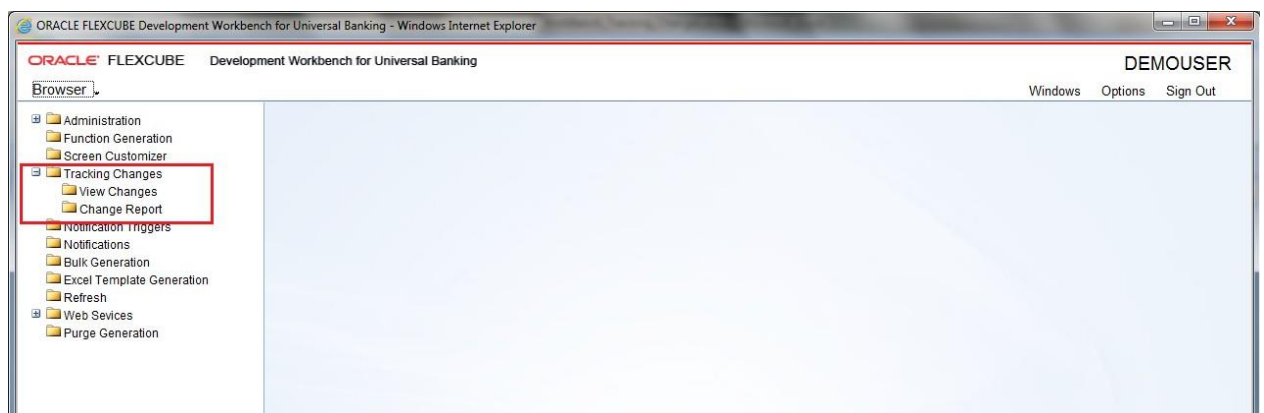 ORACLE FLEXCUBE Development Workbench for Universal Banking - Windows Internet Explorer
ORACLE FLEXCUBE Development Workbench for Universal Banking DEMOUSER
Browser Windows Options Sign Out
Administration
Function Generation
Screen Customizer
Tracking Changes
View Changes
Change Report
Notification Triggers
Notifications
Bulk Generation
Excel Template Generation
Refresh
Web Sevices
Purge Generation